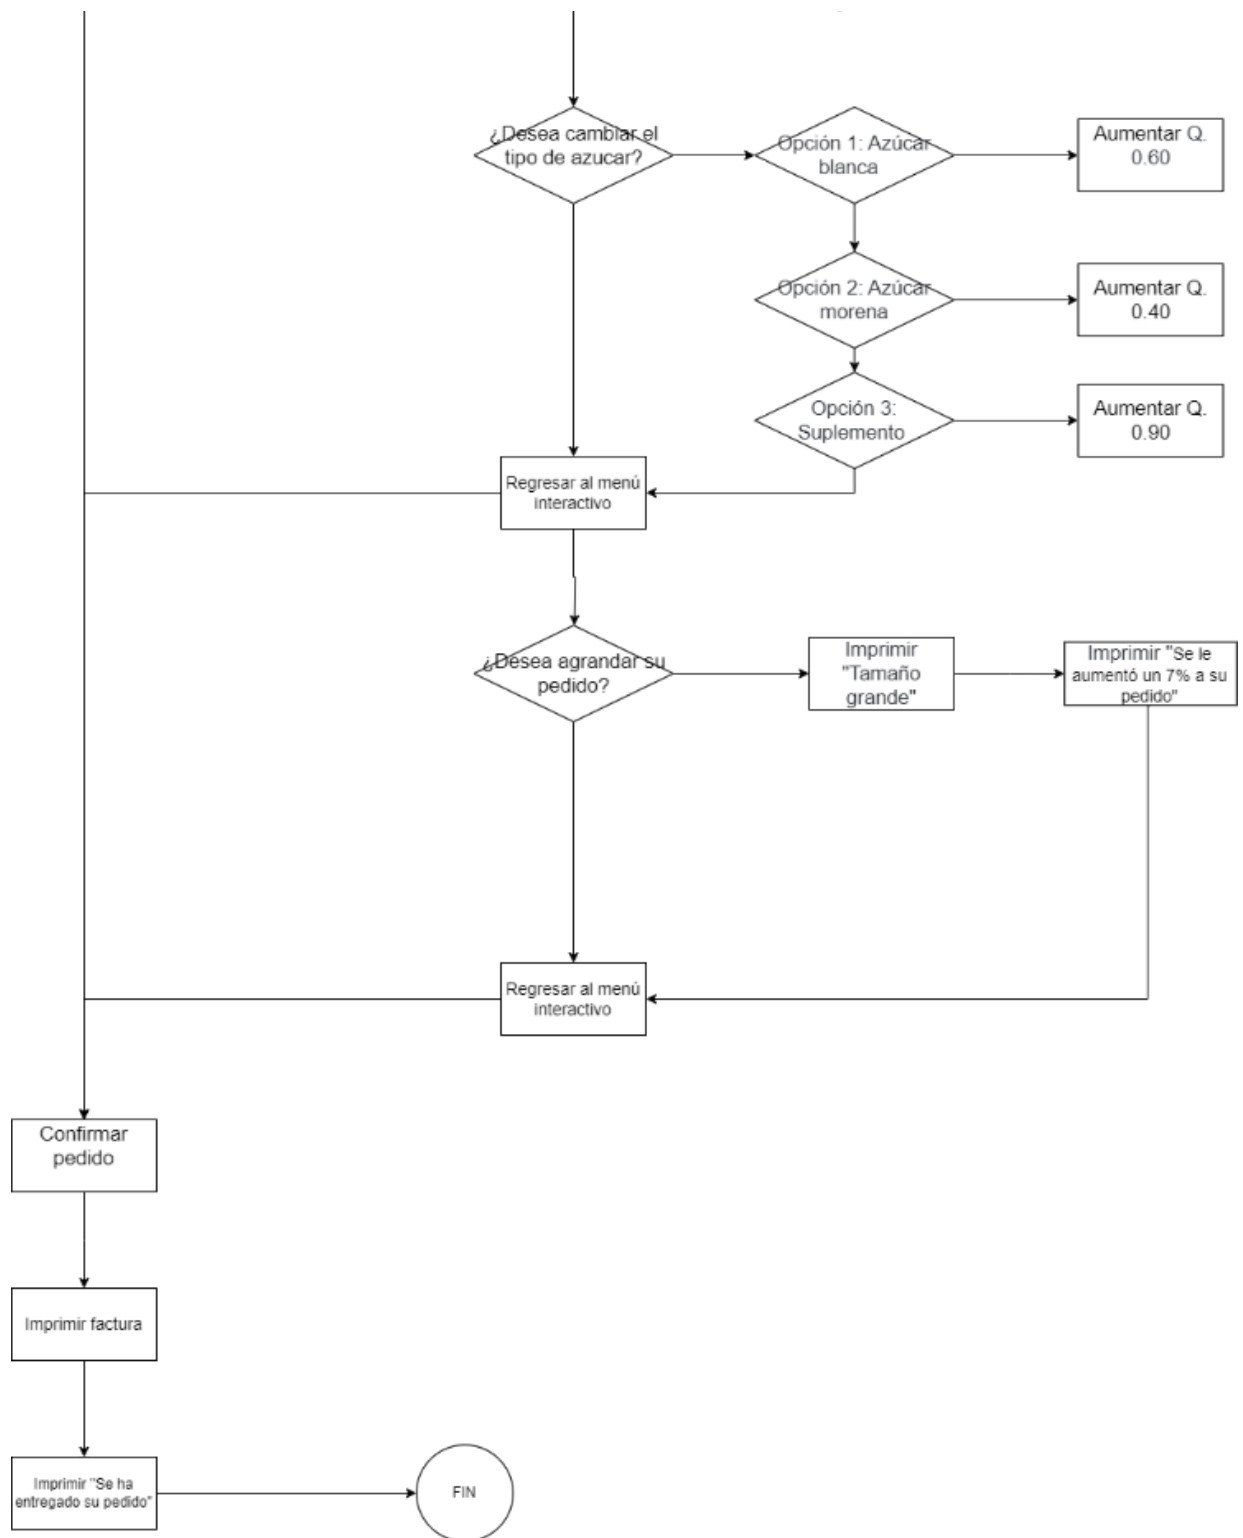 ¿Desea cambiar el
tipo de azucar?
Opción 1: Azúcar
blanca
Aumentar Q.
0.60
Opción 2: Azúcar
morena
Aumentar Q.
0.40
Opción 3:
Suplemento
Aumentar Q.
0.90
Regresar al menú
interactivo
¿Desea agrandar su
pedido?
Imprimir
"Tamaño
grande"
Imprimir "Se le
aumentó un 7% a su
pedido"
Regresar al menú
interactivo
Confirmar
pedido
Imprimir factura
Imprimir "Se ha
entregado su pedido"
FIN